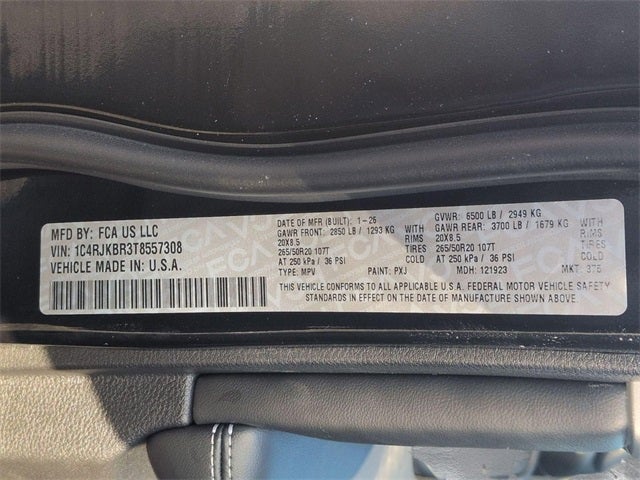 MFD BY: FCA US LLC
VIN: 1C4RJKBR3T8557308
VEHICLE MADE IN: U.S.A.
DATE OF MFR (BUILT): 1-26 GVWR: 6500 LB / 2949 KG
GAWR FRONT: 2850 LB / 1293 KG WITH GAWR REAR: 3700 LB / 1679 KG WITH
20X8.5 RIMS 20X8.5 RIMS
265/50R20 107T TIRES 265/50R20 107T TIRES
AT 250 kPa / 36 PSI COLD AT 250 kPa / 36 PSI COLD
TYPE: MPV PAINT: PXJ MDH: 121923 MKT: 375
THIS VEHICLE CONFORMS TO ALL APPLICABLE U.S.A. FEDERAL MOTOR VEHICLE SAFETY
STANDARDS IN EFFECT ON THE DATE OF MANUFACTURE SHOWN ABOVE.